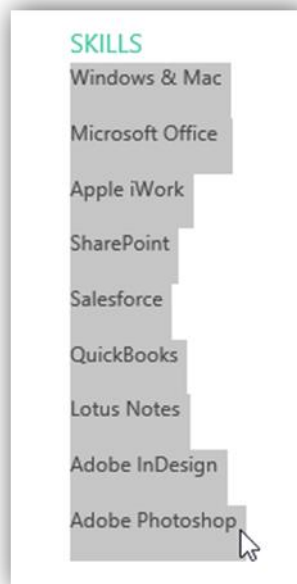 SKILLS
Windows & Mac
Microsoft Office
Apple iWork
SharePoint
Salesforce
QuickBooks
Lotus Notes
Adobe InDesign
Adobe Photoshop